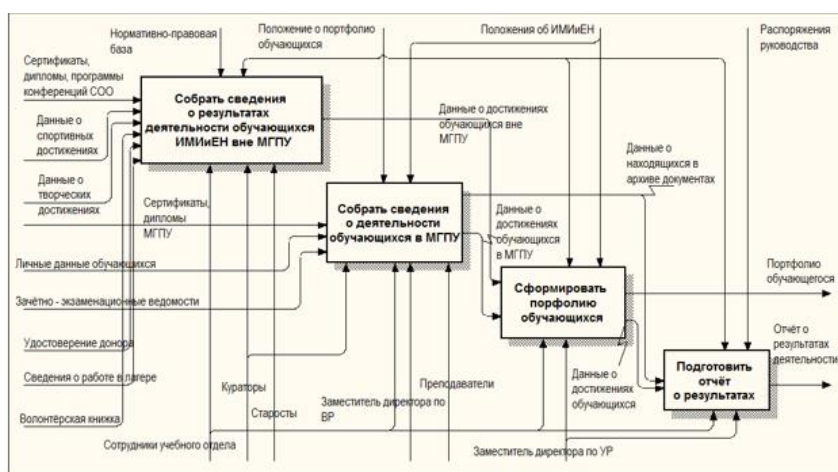 Нормативно-правовая
база
Положение о портфолио
обучающихся
Положения об ИМИиЕН
Распоряжения
руководства
Сертификаты,
дипломы, программы
конференций СОО
Данные о
спортивных
достижениях
Данные о
творческих
достижениях
Собрать сведения
о результатах
деятельности обучающихся
ИМИиЕН вне МГПУ
Данные о достижениях
обучающихся вне
МГПУ
Данные о
находящихся в
архиве документах
Сертификаты,
дипломы
МГПУ
Собрать сведения
о деятельности
обучающихся в МГПУ
Данные о
достижениях
обучающихся
в МГПУ
Личные данные обучающихся
Зачётно - экзаменационные ведомости
Сформировать
порфолио
обучающихся
Портфолио
обучающегося
Удостоверение донора
Сведения о работе в лагере
Волонтёрская книжка
Кураторы
Старосты
Сотрудники учебного отдела
Заместитель директора по
ВР
Преподаватели
Данные о
достижениях
обучающихся
Заместитель директора по УР
Подготовить
отчёт
о результатах
Отчёт о
результатах
деятельности